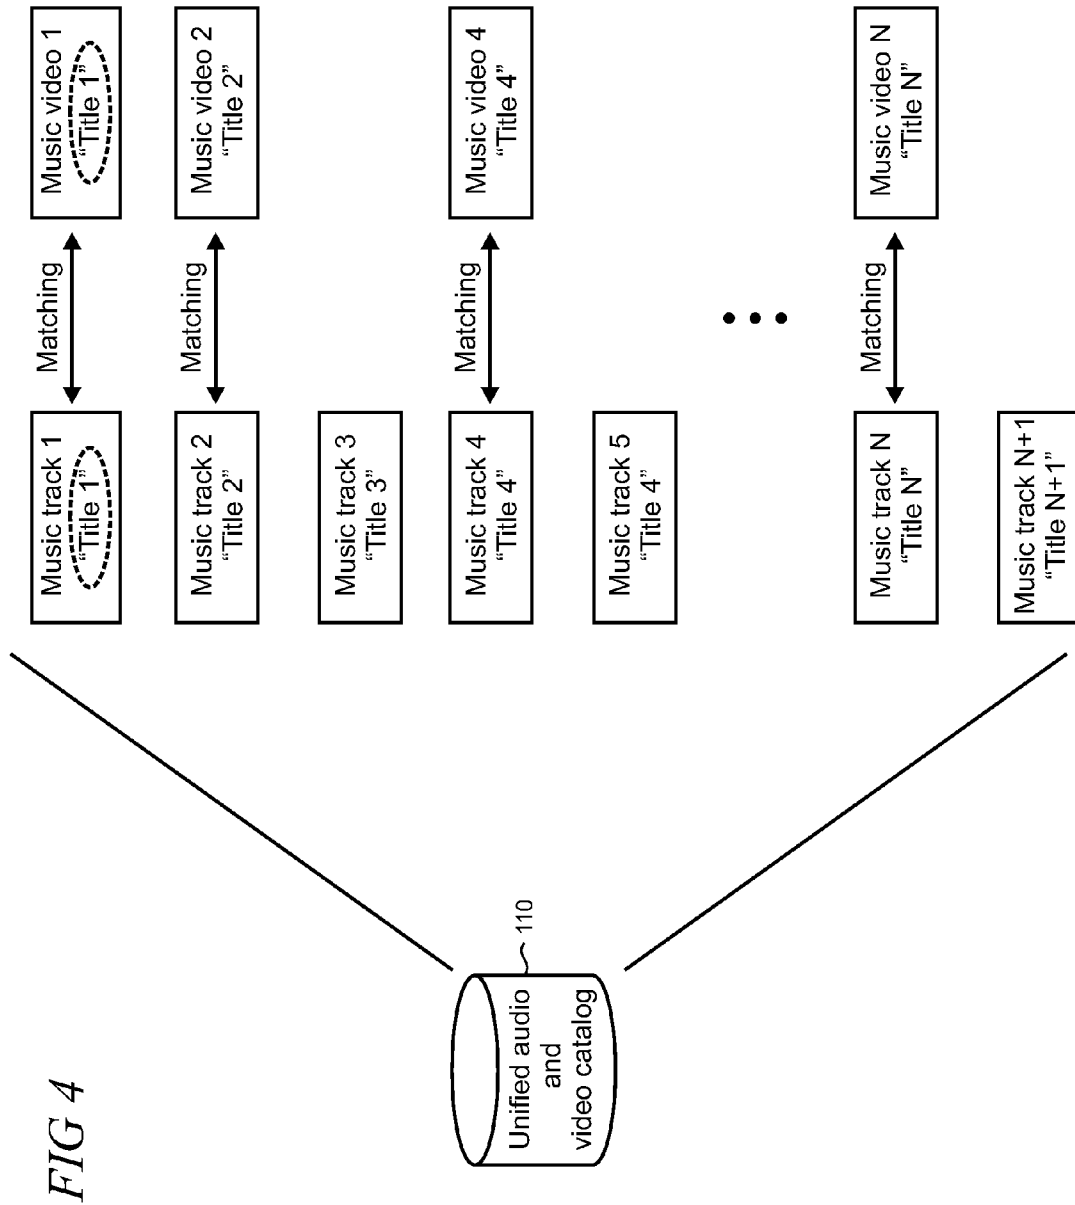 FIG 4
Unified audio
and
video catalog
110
Music track 1
“Title 1”
Matching
Music video 1
“Title 1”
Music track 2
“Title 2”
Matching
Music video 2
“Title 2”
Music track 3
“Title 3”
Music track 4
“Title 4”
Matching
Music video 4
“Title 4”
Music track 5
“Title 4”
Music track N
“Title N”
Matching
Music video N
“Title N”
Music track N+1
“Title N+1”